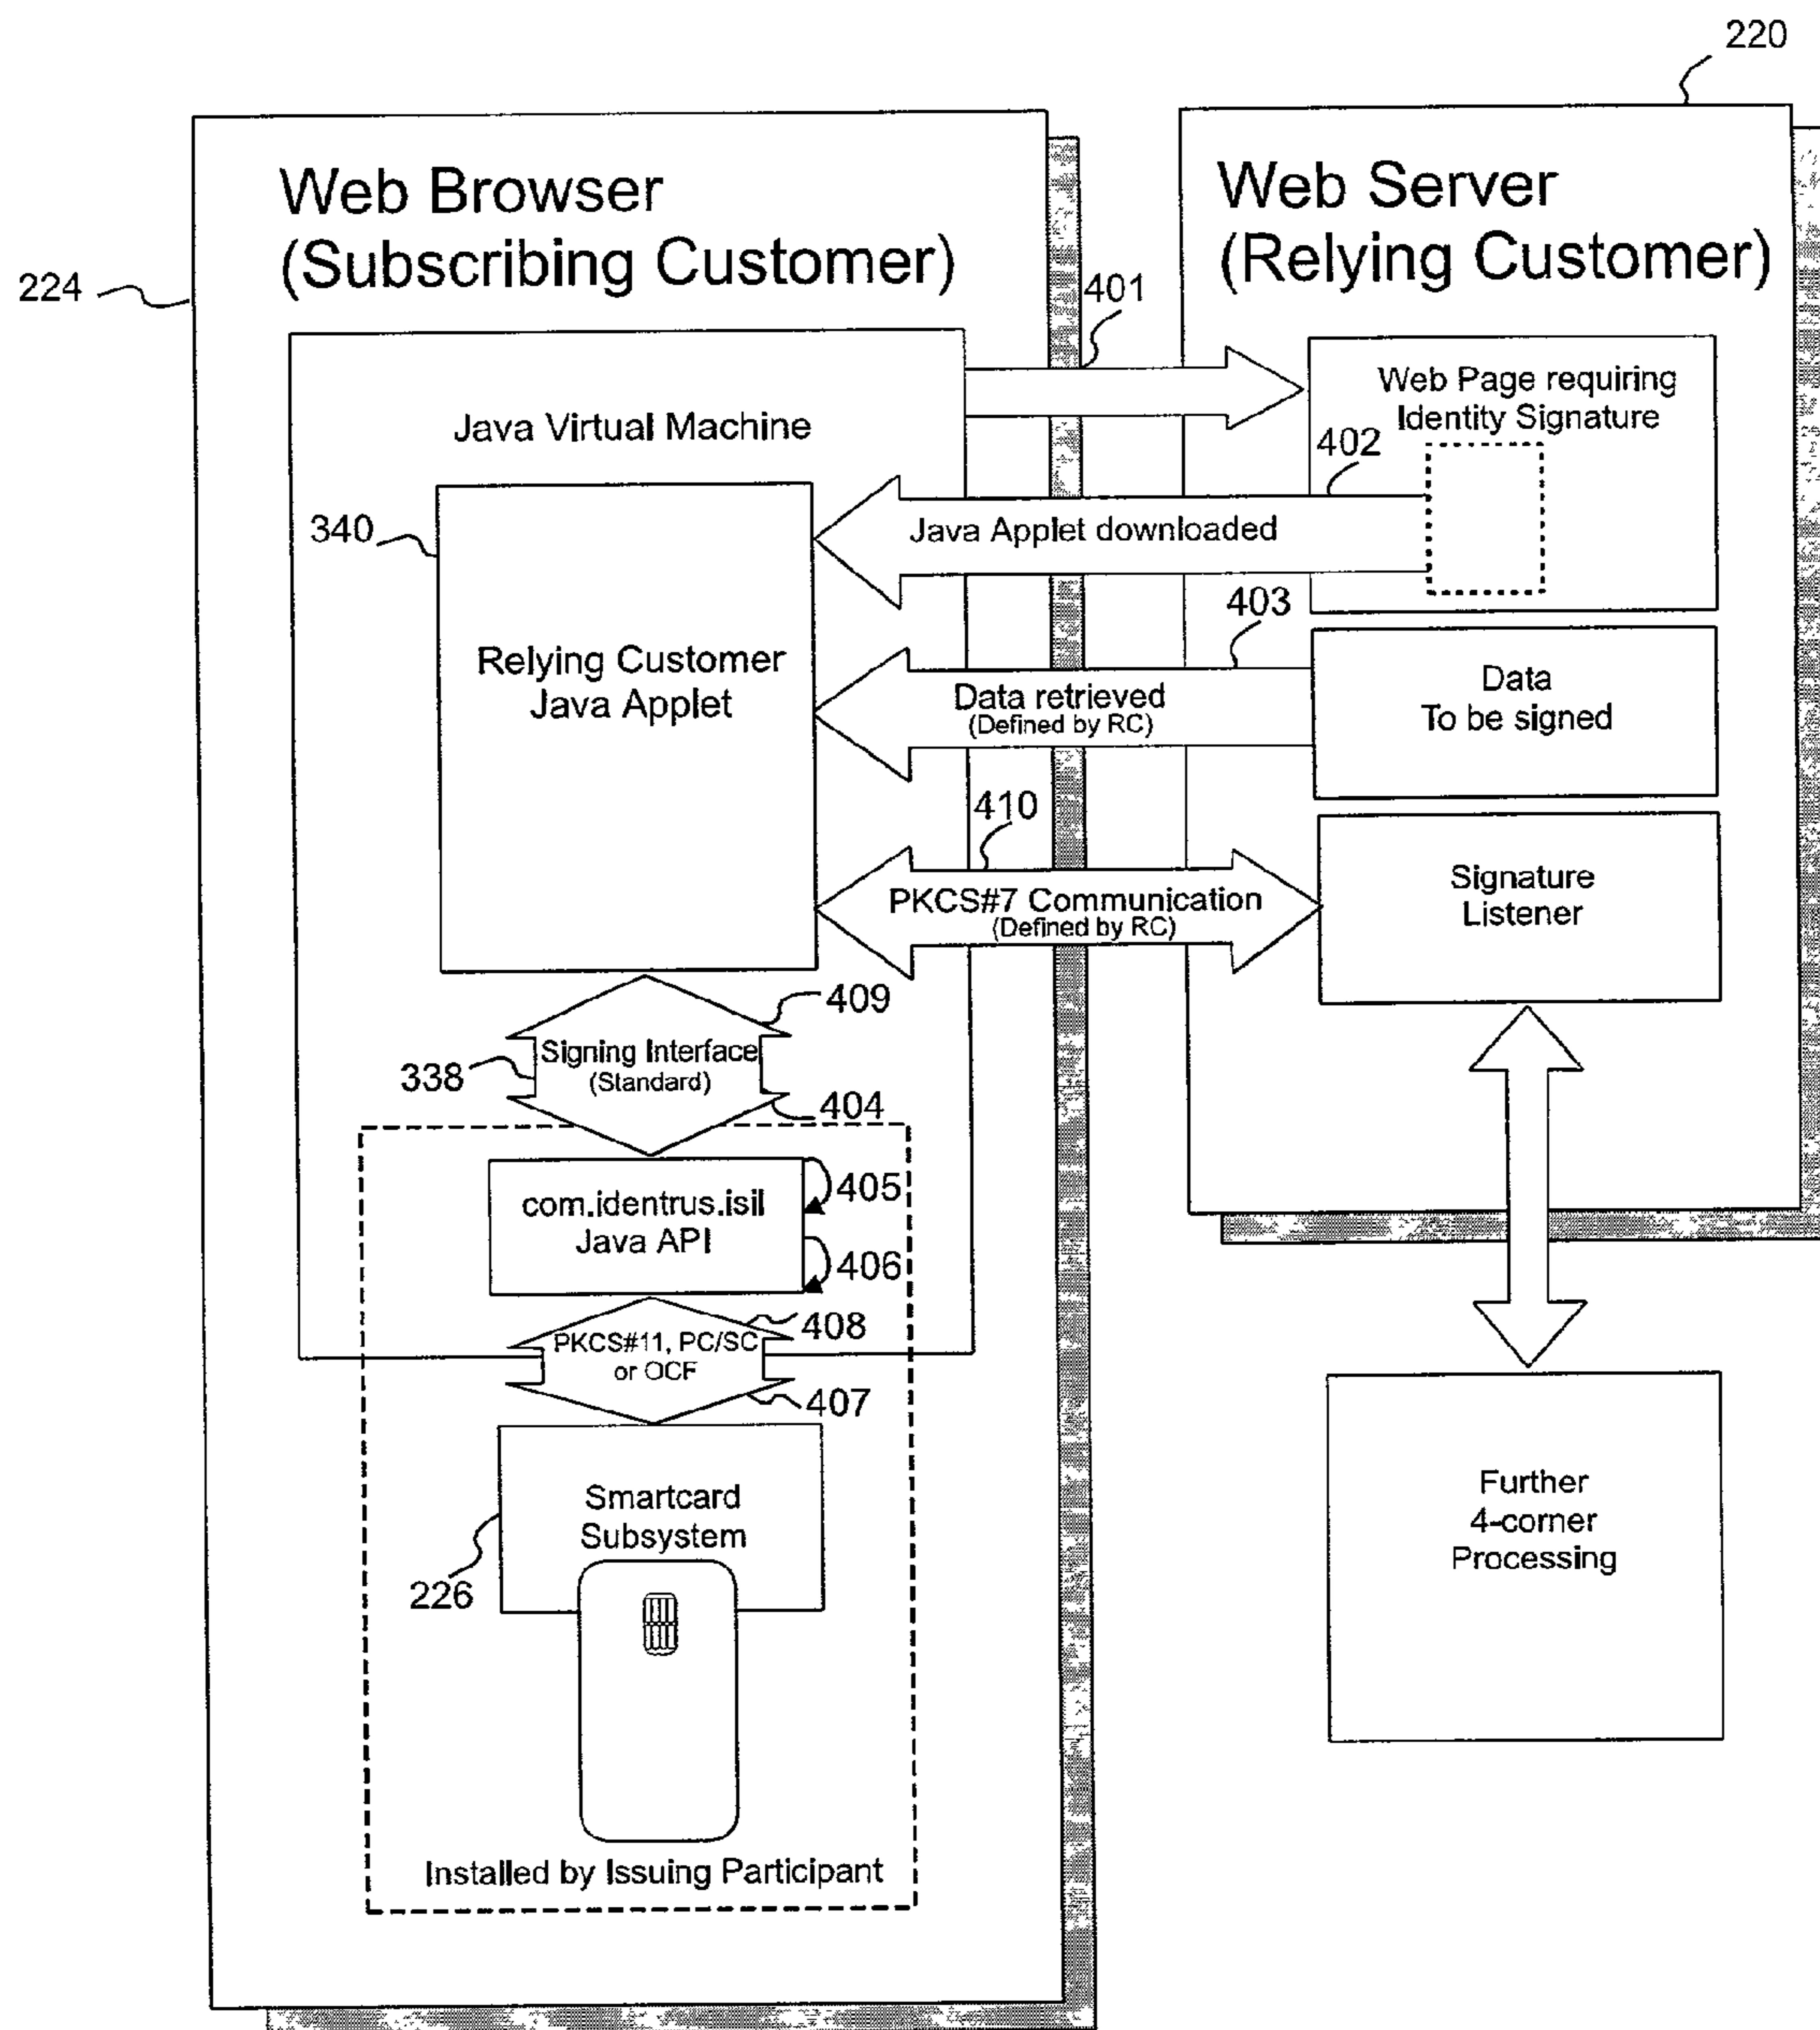 220
Web Browser
(Subscribing Customer)
Web Server
(Relying Customer)
224
401
Java Virtual Machine
Web Page requiring
Identity Signature
402
340
Java Applet downloaded
403
Relying Customer
Java Applet
Data retrieved
(Defined by RC)
Data
To be signed
410
PKCS#7 Communication
(Defined by RC)
Signature
Listener
409
Signing Interface
(Standard)
338
404
com.identrus.isil
Java API
405
406
408
PKCS#11, PC/SC
or OCF
407
Smartcard
Subsystem
226
Further
4-corner
Processing
Installed by Issuing Participant